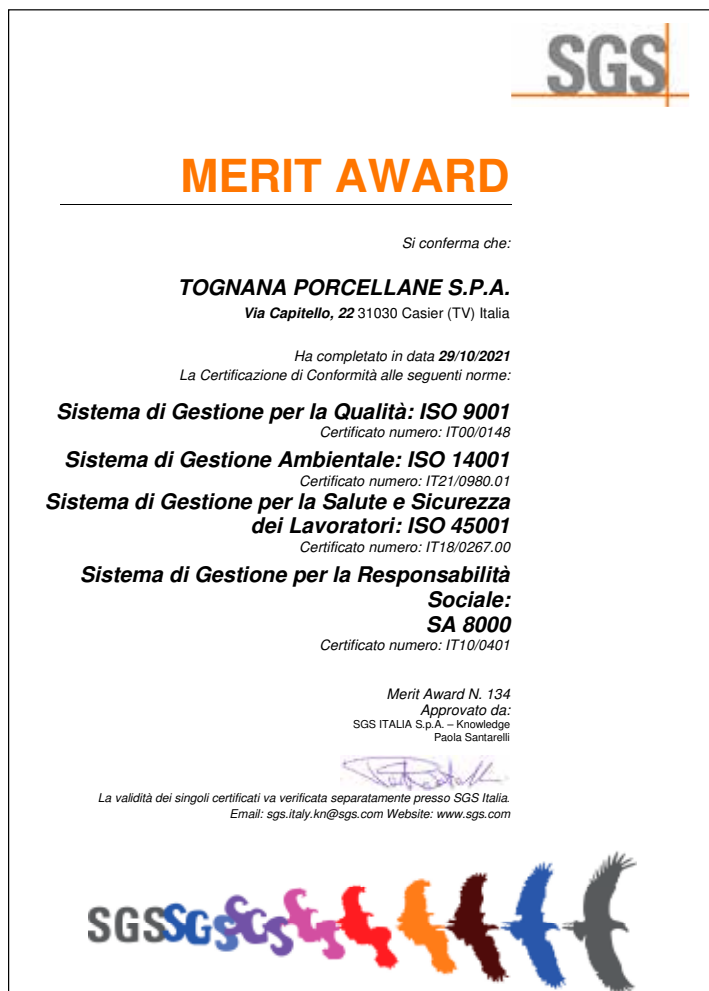 SGS
MERIT AWARD
Si conferma che:
TOGNANA PORCELLANE S.P.A.
Via Capitello, 22 31030 Casier (TV) Italia
Ha completato in data 29/10/2021
La Certificazione di Conformità alle seguenti norme:
Sistema di Gestione per la Qualità: ISO 9001
Certificato numero: IT00/0148
Sistema di Gestione Ambientale: ISO 14001
Certificato numero: IT21/0980.01
Sistema di Gestione per la Salute e Sicurezza
dei Lavoratori: ISO 45001
Certificato numero: IT18/0267.00
Sistema di Gestione per la Responsabilità
Sociale:
SA 8000
Certificato numero: IT10/0401
Merit Award N. 134
Approvato da:
SGS ITALIA S.p.A. – Knowledge
Paola Santarelli
La validità dei singoli certificati va verificata separatamente presso SGS Italia.
Email: sgs.italy.kn@sgs.com Website: www.sgs.com
SGSSGS